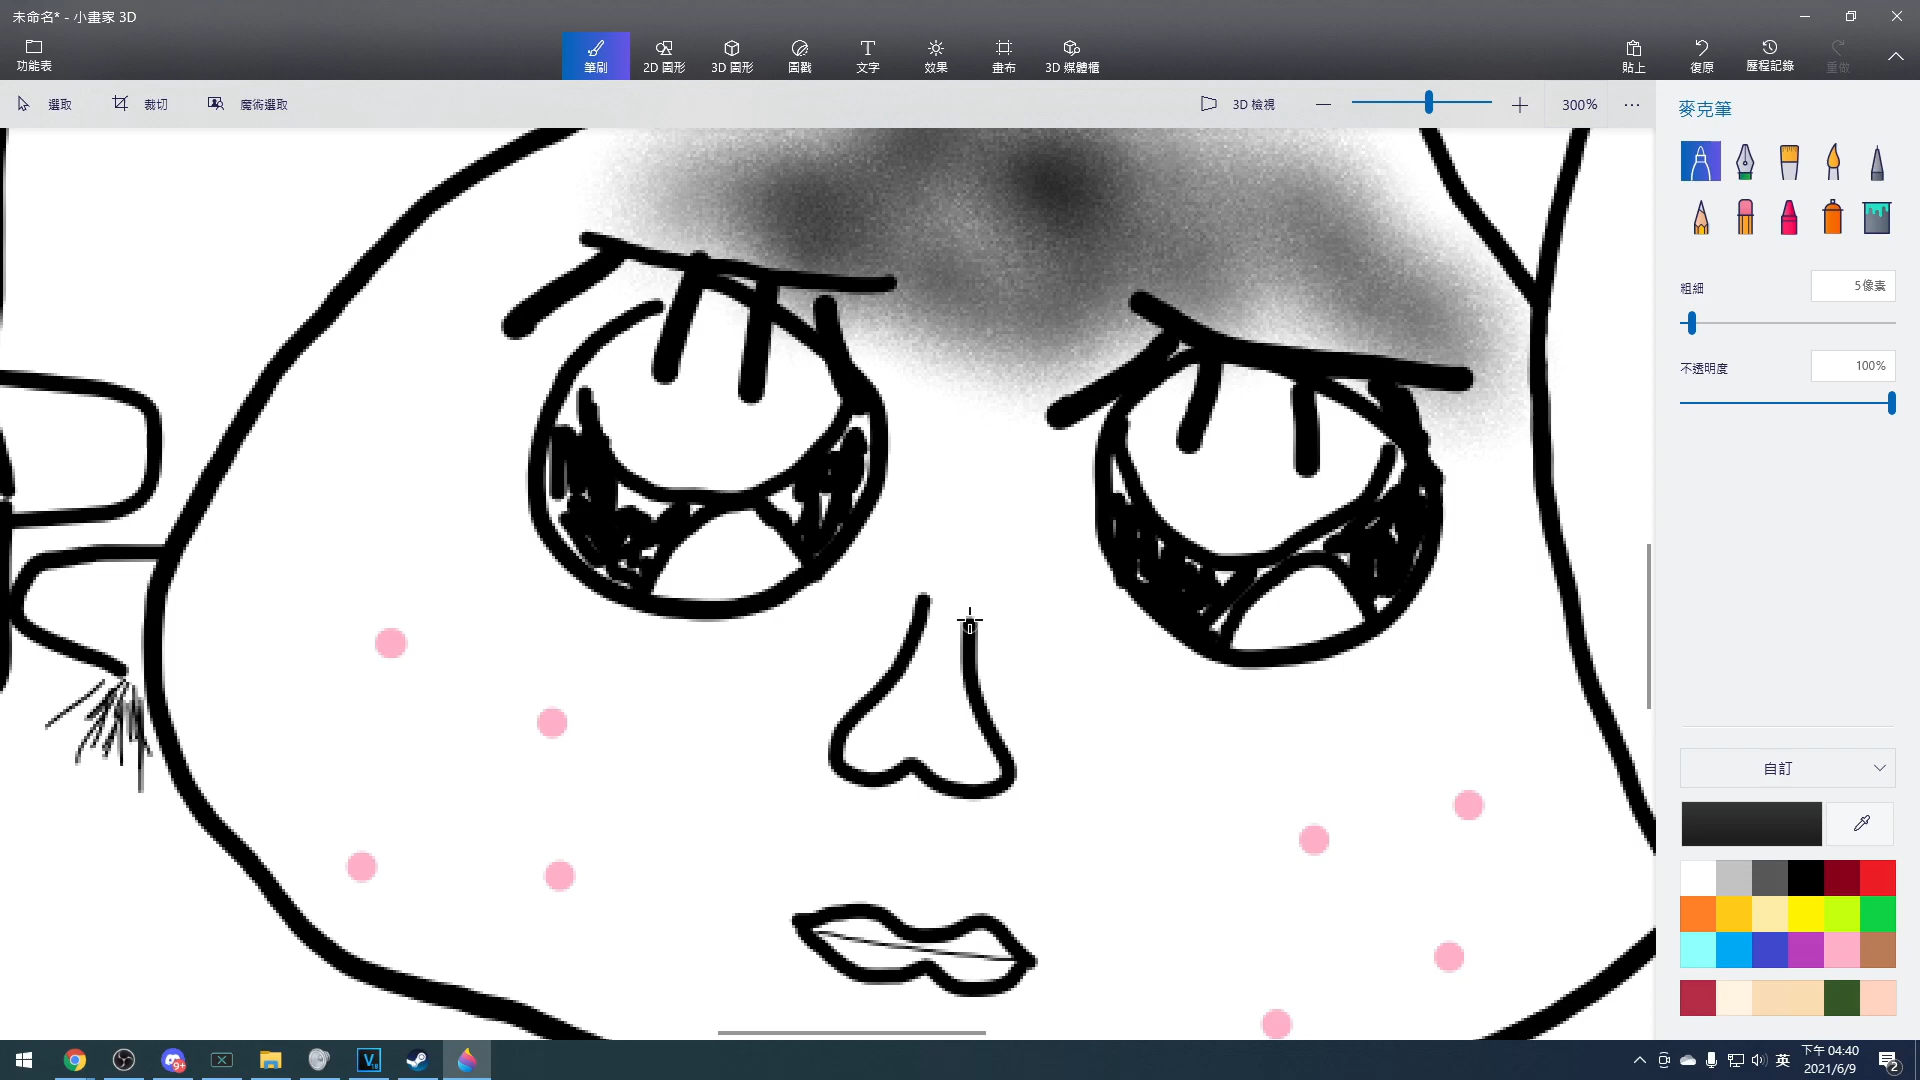 未命名* - 小畫家 3D
功能表
筆刷
2D 圖形
3D 圖形
圖戳
文字
效果
畫布
3D 媒體櫃
貼上
復原
歷程記錄
重做
選取
裁切
魔術選取
3D 檢視
300%
麥克筆
粗細
5像素
不透明度
100%
自訂
9+
英
下午 04:40
2021/6/9
2